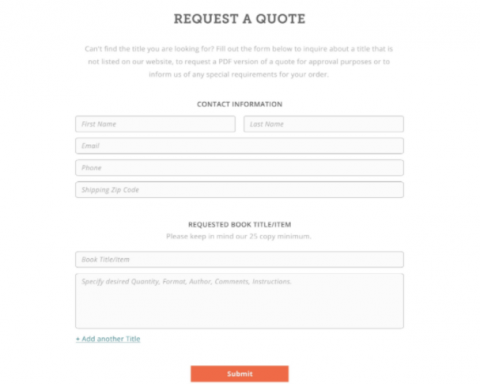 REQUEST A QUOTE
Can't find the title you are looking for? Fill out the form below to inquire about a title that is
not listed on our website, to request a PDF version of a quote for approval purposes or to
inform us of any special requirements for your order.
CONTACT INFORMATION
First Name
Last Name
Email
Phone
Shipping Zip Code
REQUESTED BOOK TITLE/ITEM
Please keep in mind our 25 copy minimum.
Book Title/Item
Specify desired Quantity, Format, Author, Comments, Instructions
+ Add another Title
Submit